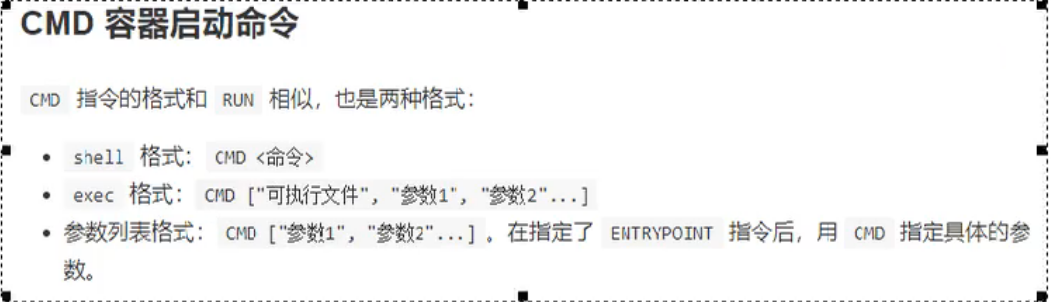 CMD 容器启动命令
CMD 指令的格式和 RUN 相似，也是两种格式：
• shell 格式： CMD <命令>
• exec 格式： CMD ["可执行文件", "参数1", "参数2"...]
• 参数列表格式： CMD ["参数1", "参数2"...] 。在指定了 ENTRYPOINT 指令后，用 CMD 指定具体的参
数。